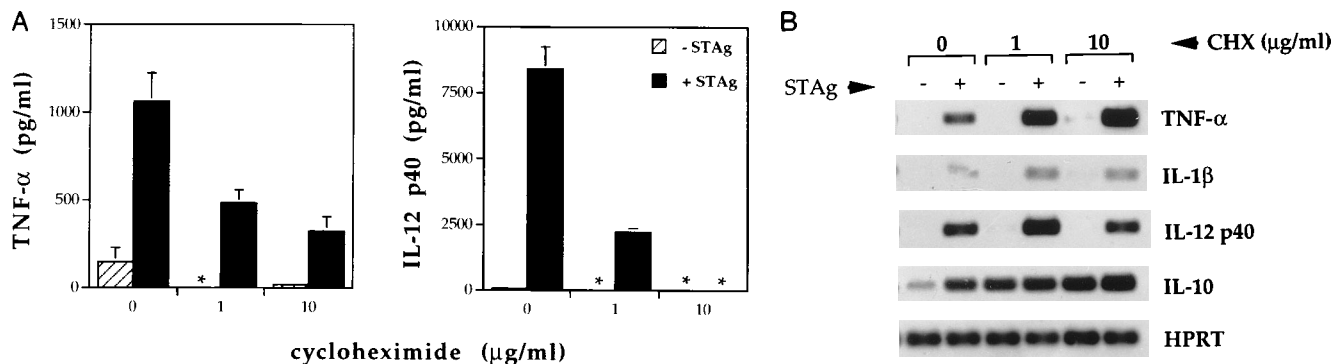 A
TNF-α (pg/ml)
1500
1000
500
0
*
0 1 10
IL-12 p40 (pg/ml)
10000
7500
5000
2500
0
- STAg
+ STAg
* * *
0 1 10
cycloheximide (µg/ml)
B
0 1 10 CHX (µg/ml)
STAg - + - + - +
TNF-α
IL-1β
IL-12 p40
IL-10
HPRT